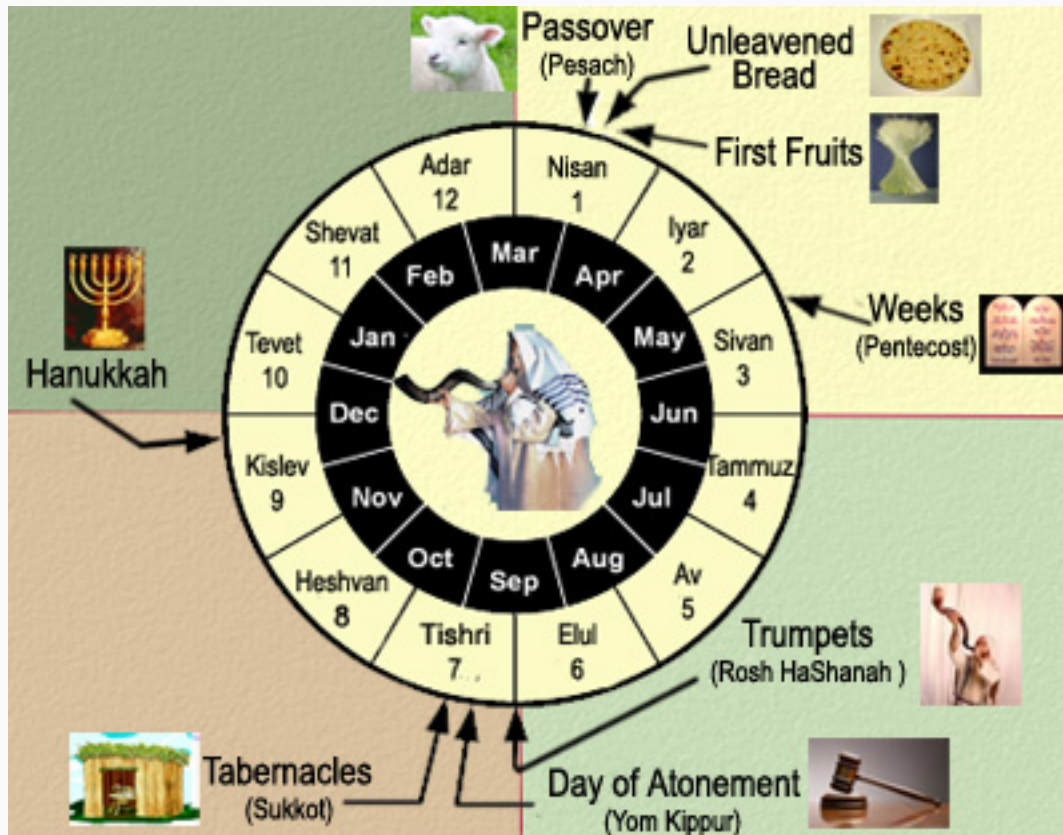 Passover
(Pesach)
Unleavened
Bread
First Fruits
Weeks
(Pentecost)
Trumpets
(Rosh HaShanah )
Day of Atonement
(Yom Kippur)
Tabernacles
(Sukkot)
Hanukkah
Nisan
1
Iyar
2
Sivan
3
Tammuz
4
Av
5
Elul
6
Tishri
7
Heshvan
8
Kislev
9
Tevet
10
Shevat
11
Adar
12
Mar
Apr
May
Jun
Jul
Aug
Sep
Oct
Nov
Dec
Jan
Feb